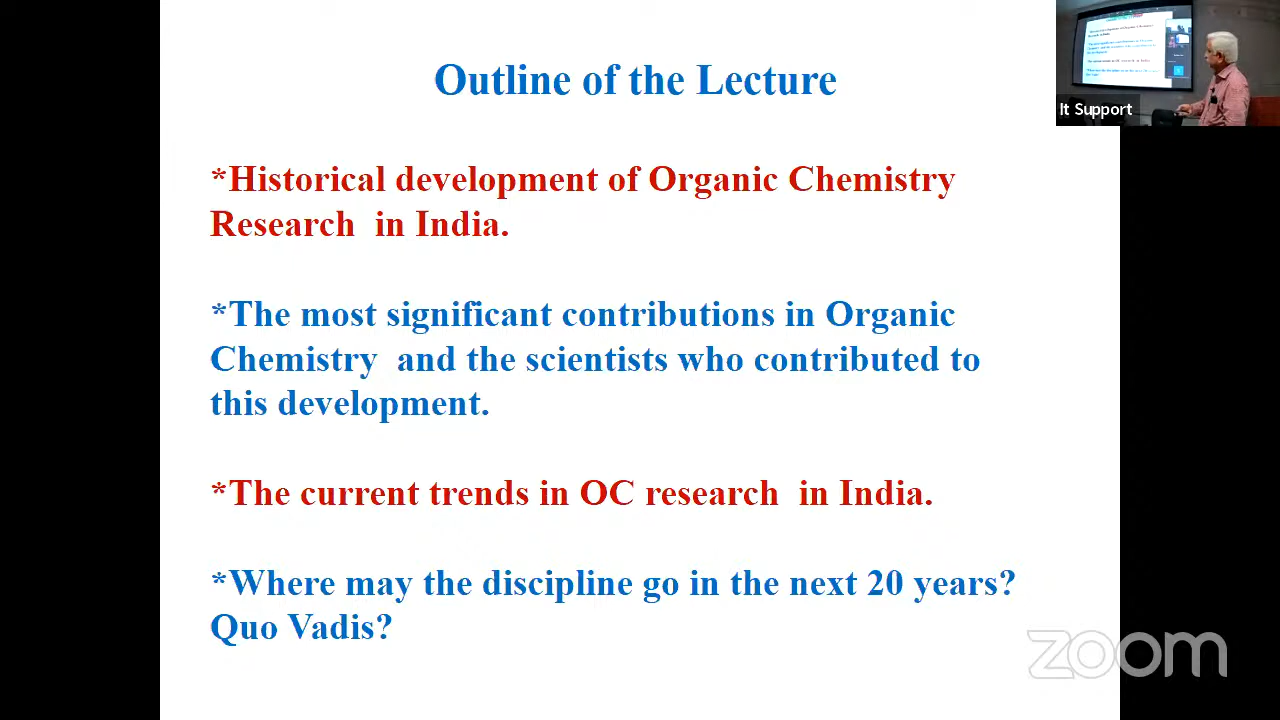 Outline of the Lecture
*Historical development of Organic Chemistry
Research in India.
*The most significant contributions in Organic
Chemistry and the scientists who contributed to
this development.
*The current trends in OC research in India.
*Where may the discipline go in the next 20 years?
Quo Vadis?
It Support
zoom